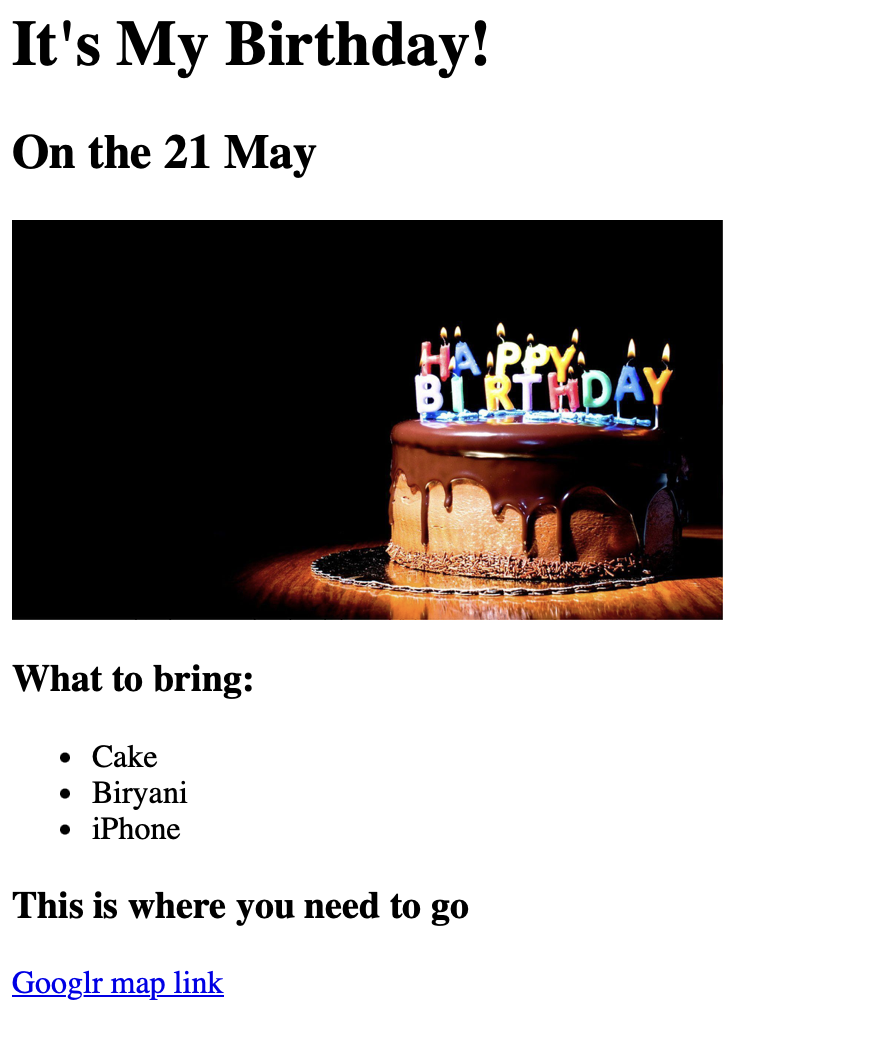 It's My Birthday!
On the 21 May
HAPPY
BIRTHDAY
What to bring:
Cake
Biryani
iPhone
This is where you need to go
Googlr map link